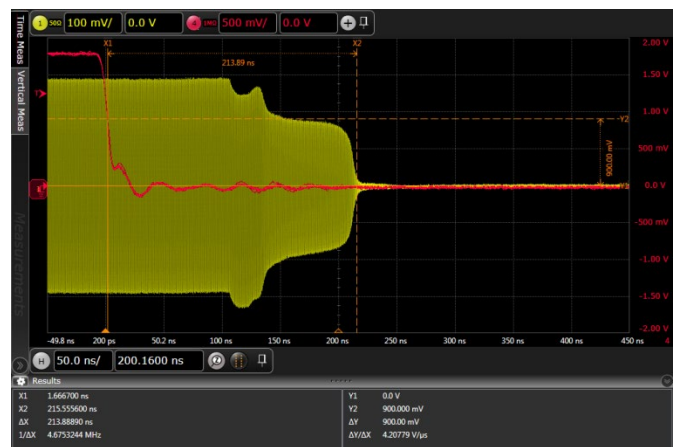 1 50Ω 100 mV/ 0.0 V 4 1MΩ 500 mV/ 0.0 V
Time Meas
Vertical Meas
Measurements
X1 X2
213.89 ns
2.00 V
1.50 V
1.00 V
Y2
500 mV
900.00 mV
0.0 V
-500 mV
-1.00 V
-1.50 V
-2.00 V
-49.8 ns 200 ps 50.2 ns 100 ns 150 ns 200 ns 250 ns 300 ns 350 ns 400 ns 450 ns 4
H 50.0 ns/ 200.1600 ns
Results
X1 1.666700 ns Y1 0.0 V
X2 215.555600 ns Y2 900.000 mV
ΔX 213.88890 ns ΔY 900.00 mV
1/ΔX 4.6753244 MHz ΔY/ΔX 4.20779 V/µs